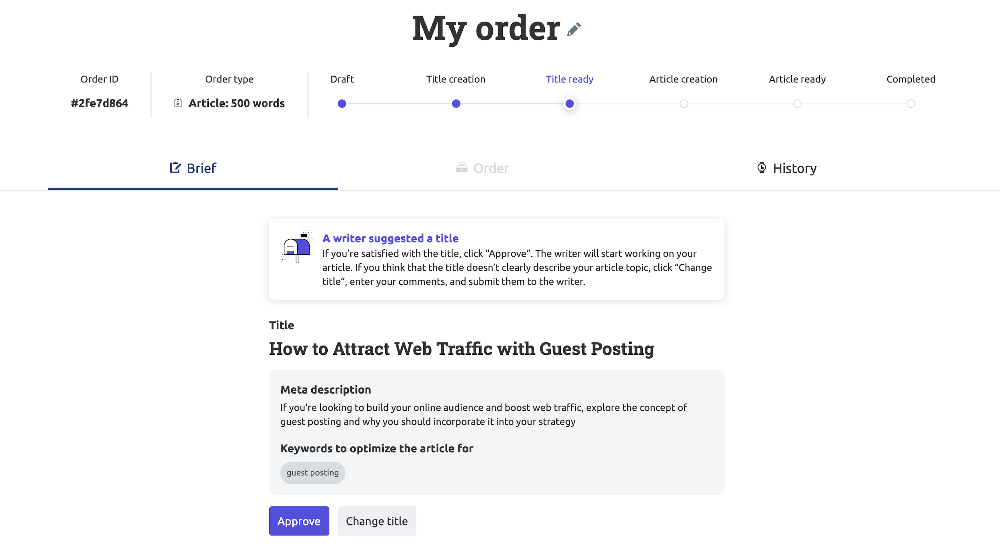 My order
Order ID
#2fe7d864
Order type
Article: 500 words
Draft
Title creation
Title ready
Article creation
Article ready
Completed
Brief
Order
History
A writer suggested a title
If you’re satisfied with the title, click “Approve”. The writer will start working on your
article. If you think that the title doesn’t clearly describe your article topic, click “Change
title”, enter your comments, and submit them to the writer.
Title
How to Attract Web Traffic with Guest Posting
Meta description
If you're looking to build your online audience and boost web traffic, explore the concept of
guest posting and why you should incorporate it into your strategy
Keywords to optimize the article for
guest posting
Approve
Change title